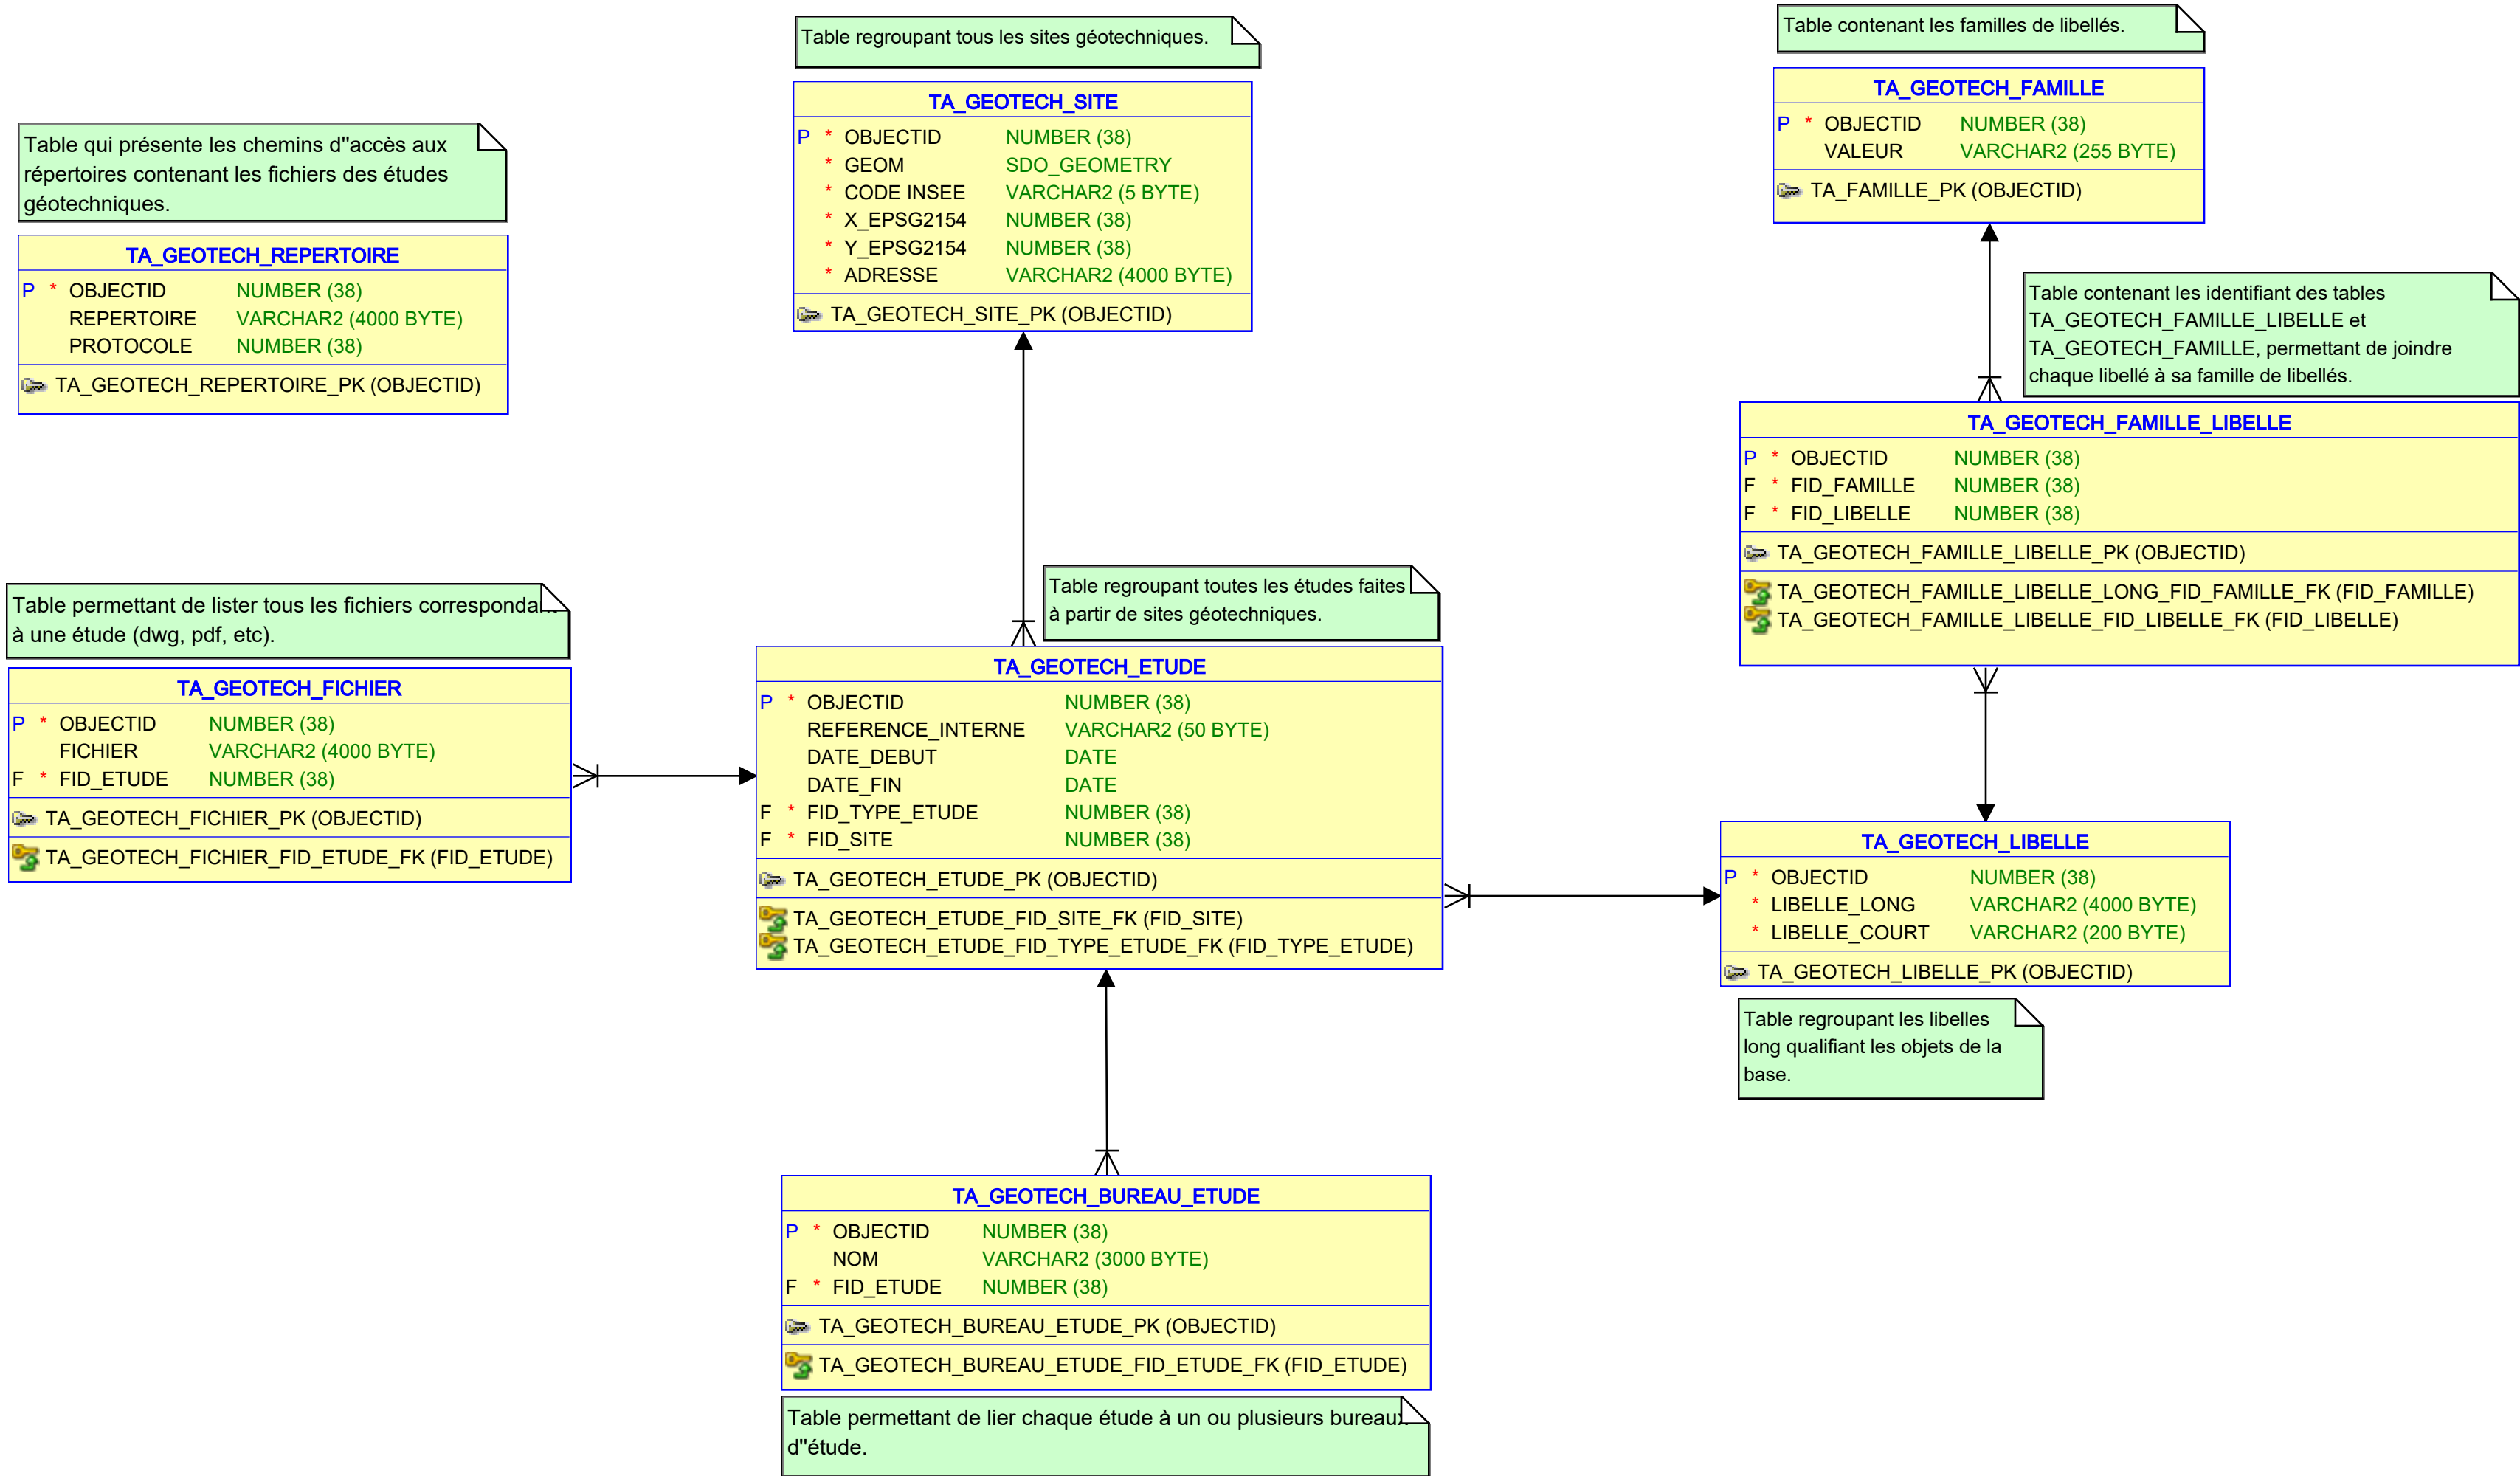 Table regroupant tous les sites géotechniques.
TA_GEOTECH_SITE
P * OBJECTID NUMBER (38)
* GEOM SDO_GEOMETRY
* CODE INSEE VARCHAR2 (5 BYTE)
* X_EPSG2154 NUMBER (38)
* Y_EPSG2154 NUMBER (38)
* ADRESSE VARCHAR2 (4000 BYTE)
TA_GEOTECH_SITE_PK (OBJECTID)
Table contenant les familles de libellés.
TA_GEOTECH_FAMILLE
P * OBJECTID NUMBER (38)
VALEUR VARCHAR2 (255 BYTE)
TA_FAMILLE_PK (OBJECTID)
Table qui présente les chemins d"accès aux
répertoires contenant les fichiers des études
géotechniques.
TA_GEOTECH_REPERTOIRE
P * OBJECTID NUMBER (38)
REPERTOIRE VARCHAR2 (4000 BYTE)
PROTOCOLE NUMBER (38)
TA_GEOTECH_REPERTOIRE_PK (OBJECTID)
Table contenant les identifiant des tables
TA_GEOTECH_FAMILLE_LIBELLE et
TA_GEOTECH_FAMILLE, permettant de joindre
chaque libellé à sa famille de libellés.
TA_GEOTECH_FAMILLE_LIBELLE
P * OBJECTID NUMBER (38)
F * FID_FAMILLE NUMBER (38)
F * FID_LIBELLE NUMBER (38)
TA_GEOTECH_FAMILLE_LIBELLE_PK (OBJECTID)
TA_GEOTECH_FAMILLE_LIBELLE_LONG_FID_FAMILLE_FK (FID_FAMILLE)
TA_GEOTECH_FAMILLE_LIBELLE_FID_LIBELLE_FK (FID_LIBELLE)
Table permettant de lister tous les fichiers
à une étude (dwg, pdf, etc).
TA_GEOTECH_FICHIER
P * OBJECTID NUMBER (38)
FICHIER VARCHAR2 (4000 BYTE)
F * FID_ETUDE NUMBER (38)
TA_GEOTECH_FICHIER_PK (OBJECTID)
TA_GEOTECH_FICHIER_FID_ETUDE_FK (FID_ETUDE)
Table regroupant toutes les études faites
à partir de sites géotechniques.
TA_GEOTECH_ETUDE
P * OBJECTID NUMBER (38)
REFERENCE_INTERNE VARCHAR2 (50 BYTE)
DATE_DEBUT DATE
DATE_FIN DATE
F * FID_TYPE_ETUDE NUMBER (38)
F * FID_SITE NUMBER (38)
TA_GEOTECH_ETUDE_PK (OBJECTID)
TA_GEOTECH_ETUDE_FID_SITE_FK (FID_SITE)
TA_GEOTECH_ETUDE_FID_TYPE_ETUDE_FK (FID_TYPE_ETUDE)
TA_GEOTECH_LIBELLE
P * OBJECTID NUMBER (38)
* LIBELLE_LONG VARCHAR2 (4000 BYTE)
* LIBELLE_COURT VARCHAR2 (200 BYTE)
TA_GEOTECH_LIBELLE_PK (OBJECTID)
Table regroupant les libelles
long qualifiant les objets de la
base.
TA_GEOTECH_BUREAU_ETUDE
P * OBJECTID NUMBER (38)
NOM VARCHAR2 (3000 BYTE)
F * FID_ETUDE NUMBER (38)
TA_GEOTECH_BUREAU_ETUDE_PK (OBJECTID)
TA_GEOTECH_BUREAU_ETUDE_FID_ETUDE_FK (FID_ETUDE)
Table permettant de lier chaque étude à un ou plusieurs bureaux
d"étude.